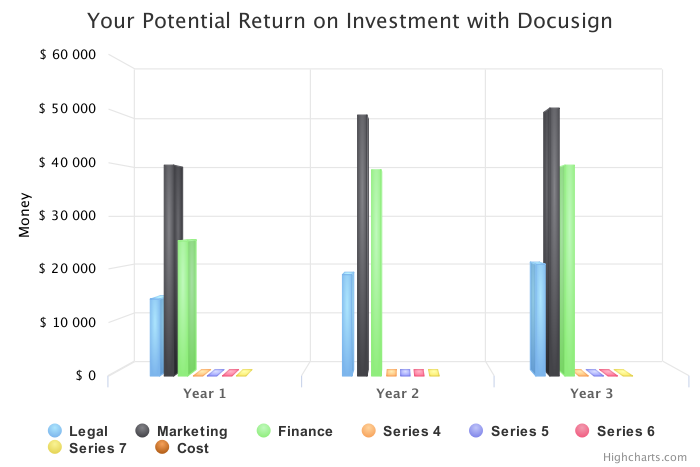 Your Potential Return on Investment with Docusign
$ 60 000
$ 50 000
$ 40 000
$ 30 000
$ 20 000
$ 10 000
$ 0
Money
Year 1 Year 2 Year 3
Legal Marketing Finance Series 4 Series 5 Series 6
Series 7 Cost
Highcharts.com